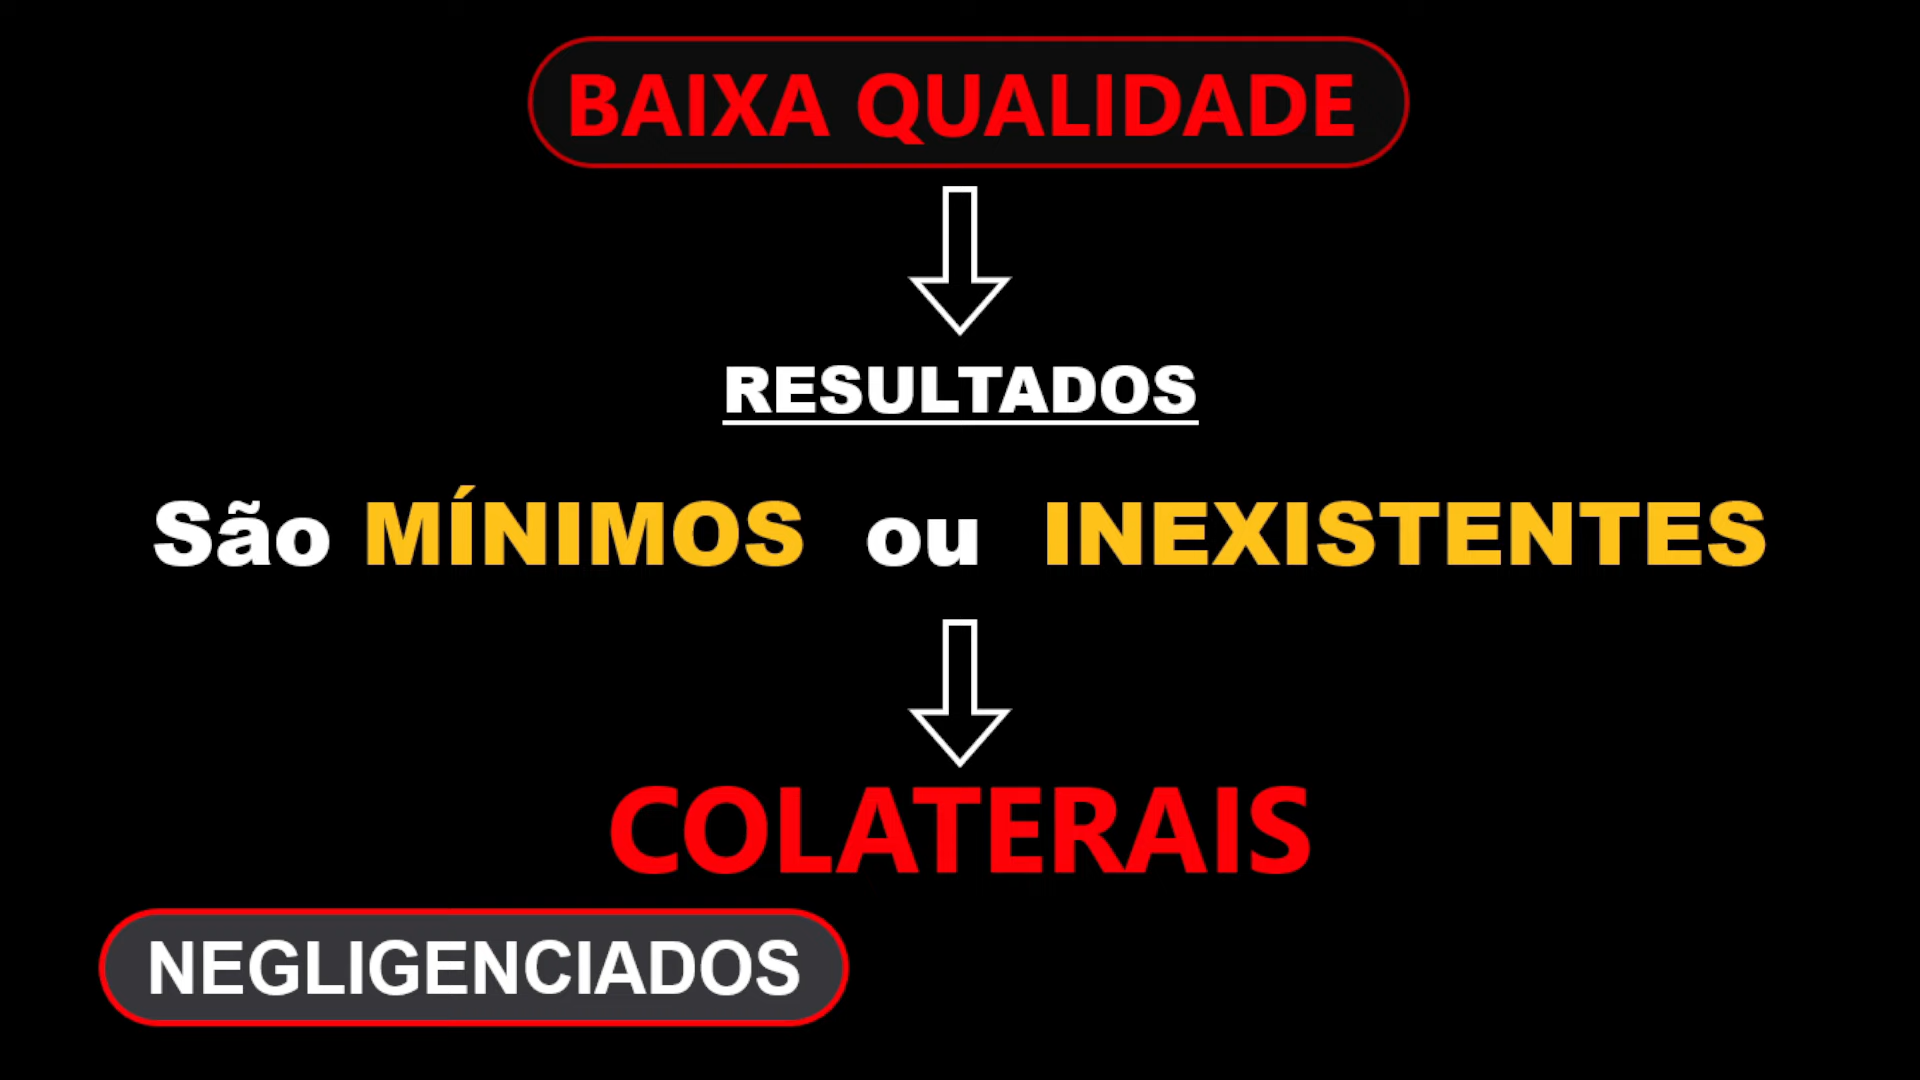 BAIXA QUALIDADE
RESULTADOS
São MÍNIMOS ou INEXISTENTES
COLATERAIS
NEGLIGENCIADOS